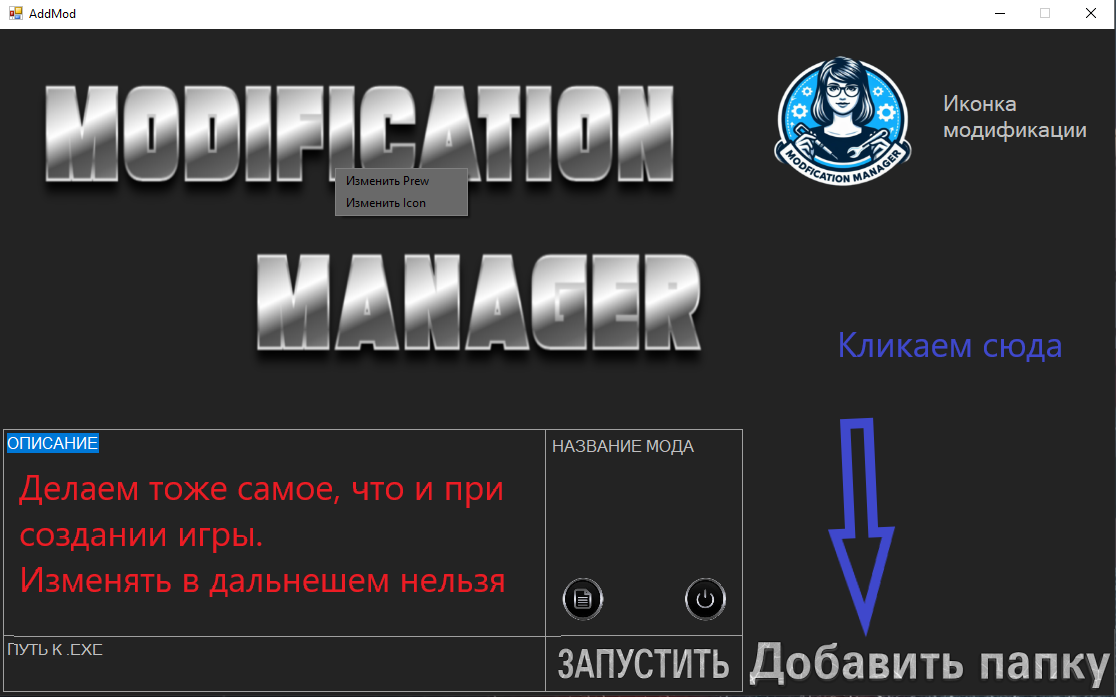 AddMod
MODIFICATION
MANAGER
Изменить Prew
Изменить Icon
MODFICATION MANAGER
Иконка
модификации
Кликаем сюда
ОПИСАНИЕ
Делаем тоже самое, что и при
создании игры.
Изменять в дальнешем нельзя
НАЗВАНИЕ МОДА
ПУТЬ К .EXE
ЗАПУСТИТЬ
Добавить папку